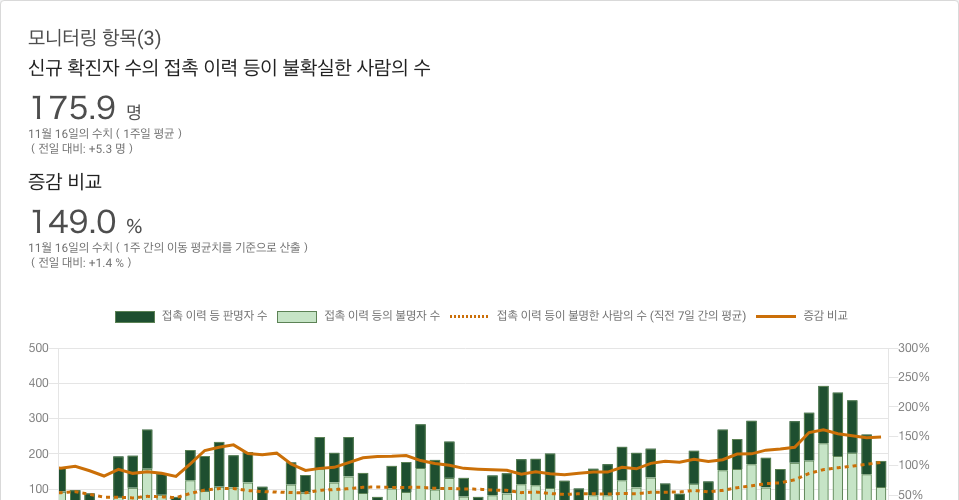 모니터링 항목(3)
신규 확진자 수의 접촉 이력 등이 불확실한 사람의 수
175.9 명
11월 16일의 수치 ( 1주일 평균 )
( 전일 대비: +5.3 명 )
증감 비교
149.0 %
11월 16일의 수치 ( 1주 간의 이동 평균치를 기준으로 산출 )
( 전일 대비: +1.4 % )
접촉 이력 등 판명자 수 접촉 이력 등의 불명자 수 접촉 이력 등이 불명한 사람의 수 (직전 7일 간의 평균) 증감 비교
500 300%
400 250%
300 200%
200 150%
100 100%
50%